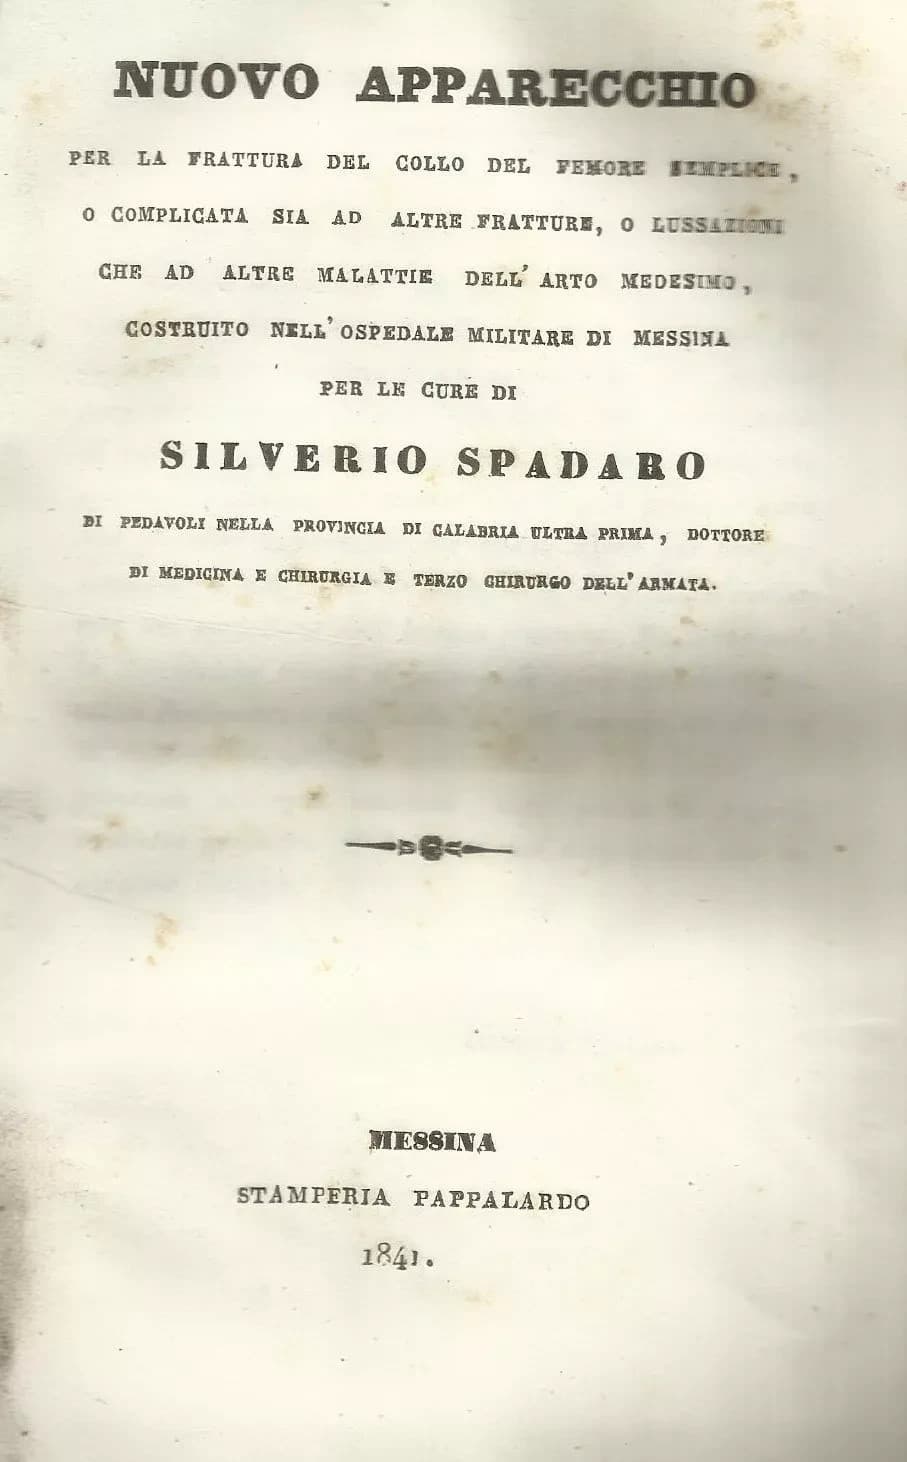 NUOVO APPARECCHIO
PER LA FRATTURA DEL COLLO DEL FEMORE SEMPLICE,
O COMPLICATA SIA AD ALTRE FRATTURE, O LUSSAZIONI
CHE AD ALTRE MALATTIE DELL' ARTO MEDESIMO,
COSTRUITO NELL' OSPEDALE MILITARE DI MESSINA
PER LE CURE DI
SILVERIO SPADARO
DI PEDAVOLI NELLA PROVINCIA DI CALABRIA ULTRA PRIMA, DOTTORE
DI MEDICINA E CHIRURGIA E TERZO CHIRURGO DELL' ARMATA.
MESSINA
STAMPERIA PAPPALARDO
1841.